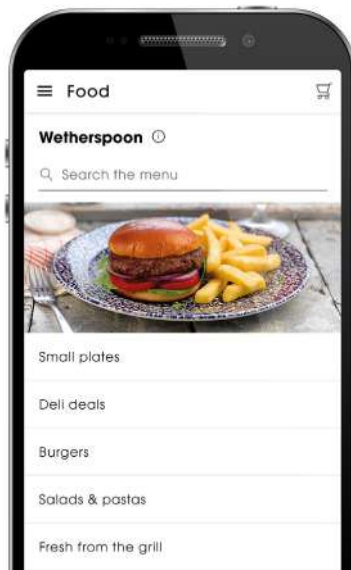 Food
Wetherspoon
Search the menu
Small plates
Deli deals
Burgers
Salads & pastas
Fresh from the grill